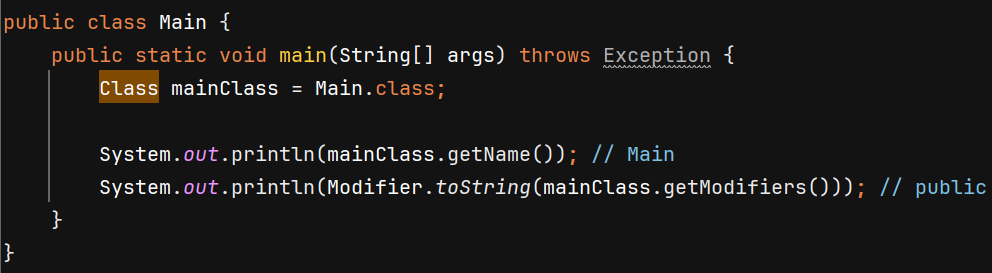 public class Main {
    public static void main(String[] args) throws Exception {
        Class mainClass = Main.class;

        System.out.println(mainClass.getName()); // Main
        System.out.println(Modifier.toString(mainClass.getModifiers())); // public
    }
}